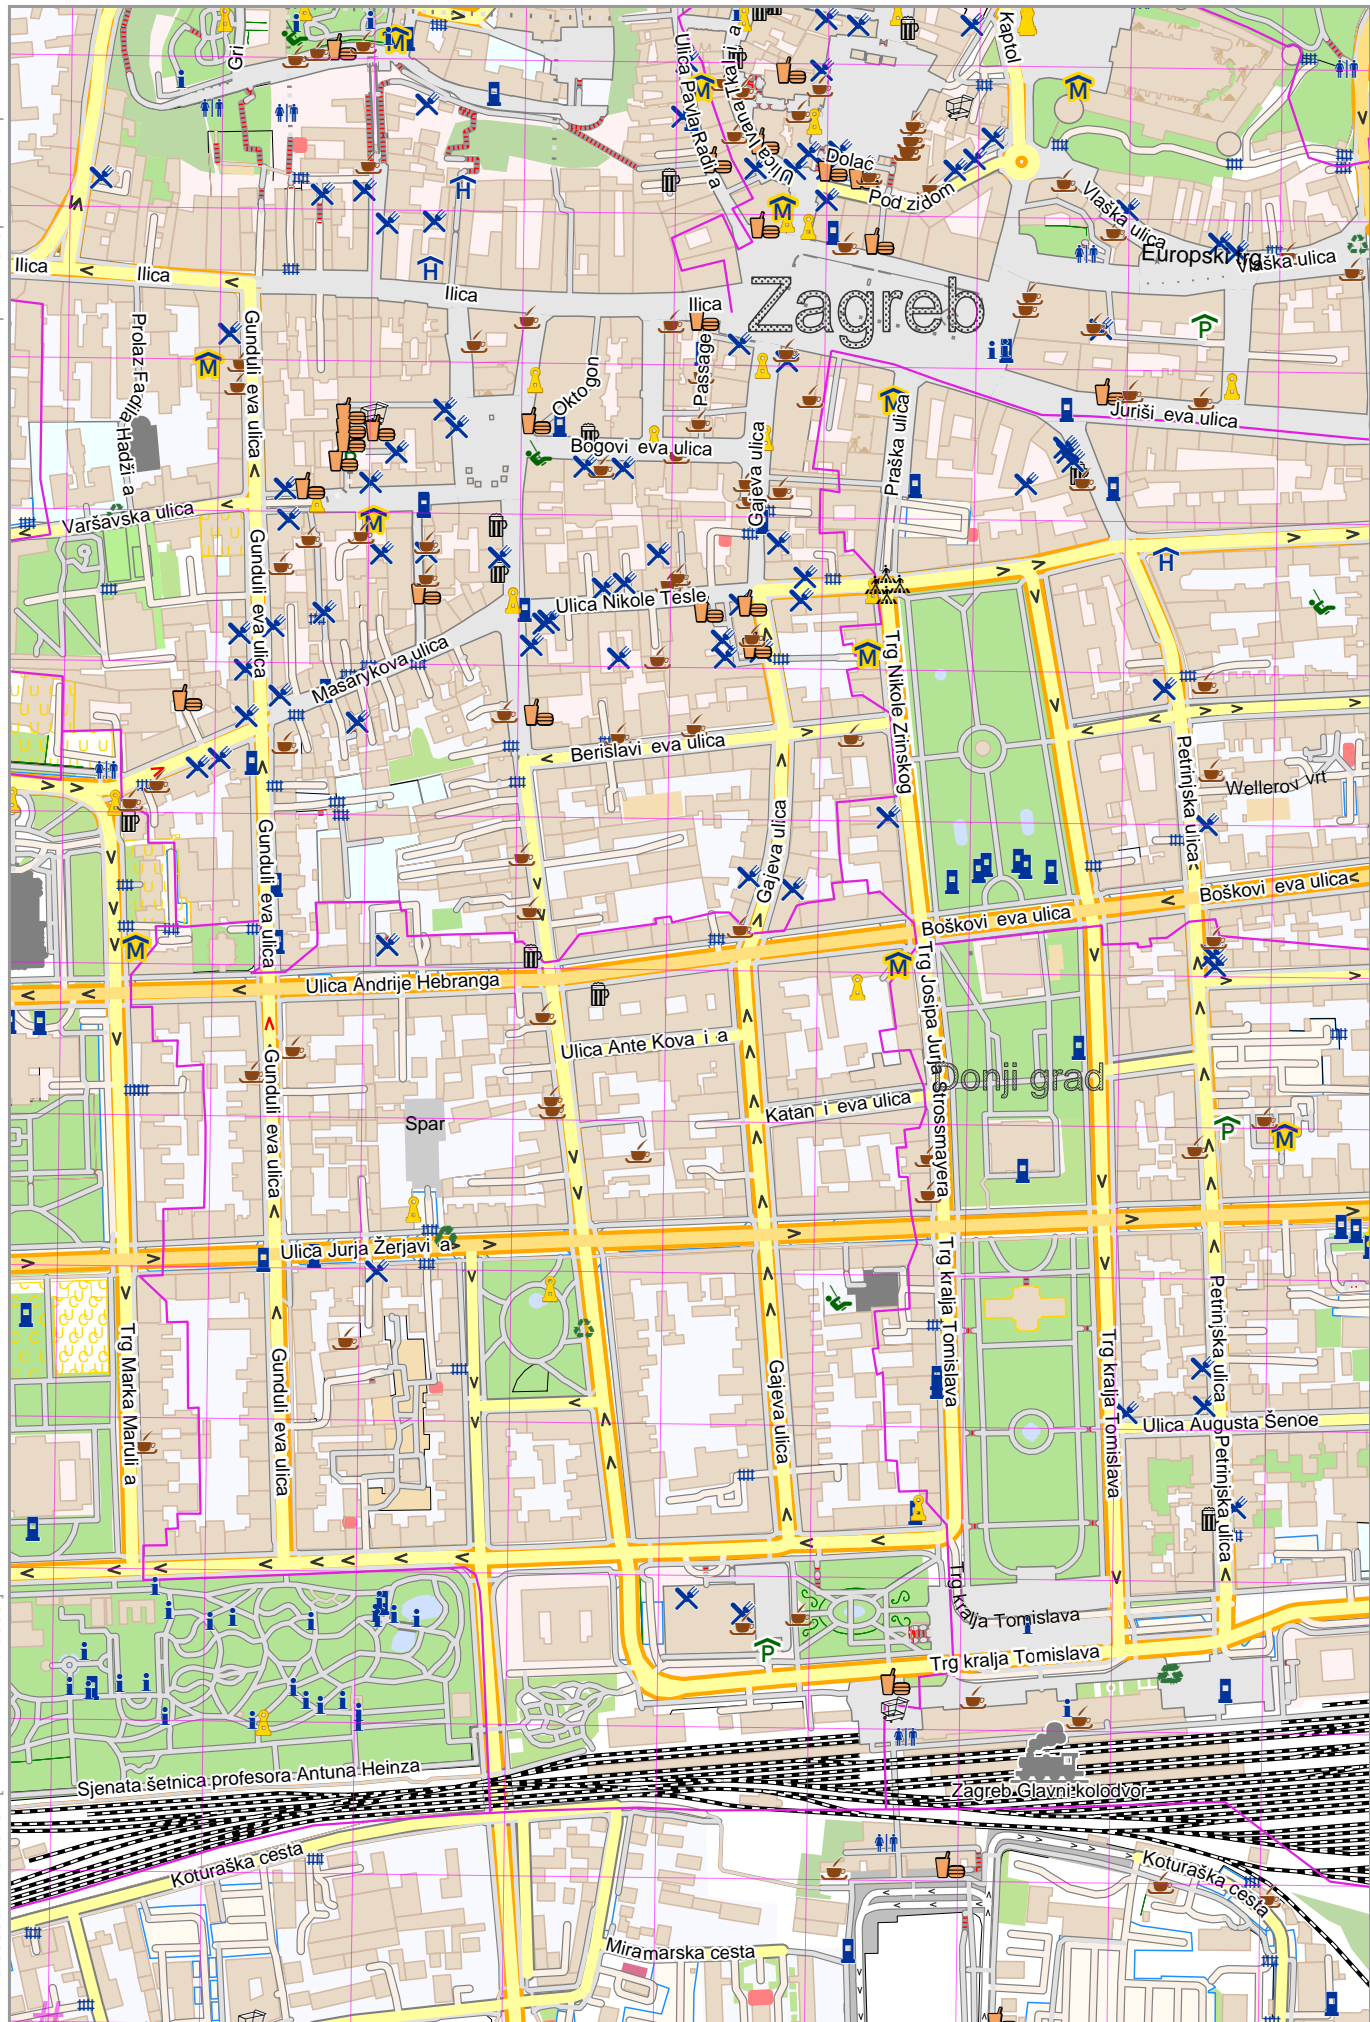 Gri
Ulica Pavla Radi a
Ulica Ivana Tkal i a
Kaptol
Dolac
Pod zidom
Vlaška ulica
Europski trg
Vlaška ulica
Ilica
Ilica
Ilica
Ilica
Zagreb
Prolaz Fadila Hadži a
Gunduli eva ulica
Oktogon
Passage
Juriši eva ulica
Bogovi eva ulica
Gajeva ulica
Praška ulica
Varšavska ulica
Gunduli eva ulica
Ulica Nikole Tesle
Masarykova ulica
Trg Nikole Zrinskog
Berislavi eva ulica
Petrinjska ulica
Wellerov vrt
Gunduli eva ulica
Gajeva ulica
Boškovi eva ulica
Boškovi eva ulica
Ulica Andrije Hebranga
Trg Josipa Jurja Strossmayera
Ulica Ante Kova i a
Donji grad
Gunduli eva ulica
Katan i eva ulica
Spar
Ulica Jurja Žerjavi a
Trg kralja Tomislava
Petrinjska ulica
Trg Marka Maruli a
Gunduli eva ulica
Gajeva ulica
Trg kralja Tomislava
Ulica Augusta Šenoe
Petrinjska ulica
Trg kralja Tomislava
Trg kralja Tomislava
Sjenata šetnica profesora Antuna Heinza
Zagreb Glavni kolodvor
Koturaška cesta
Koturaška cesta
Miramarska cesta